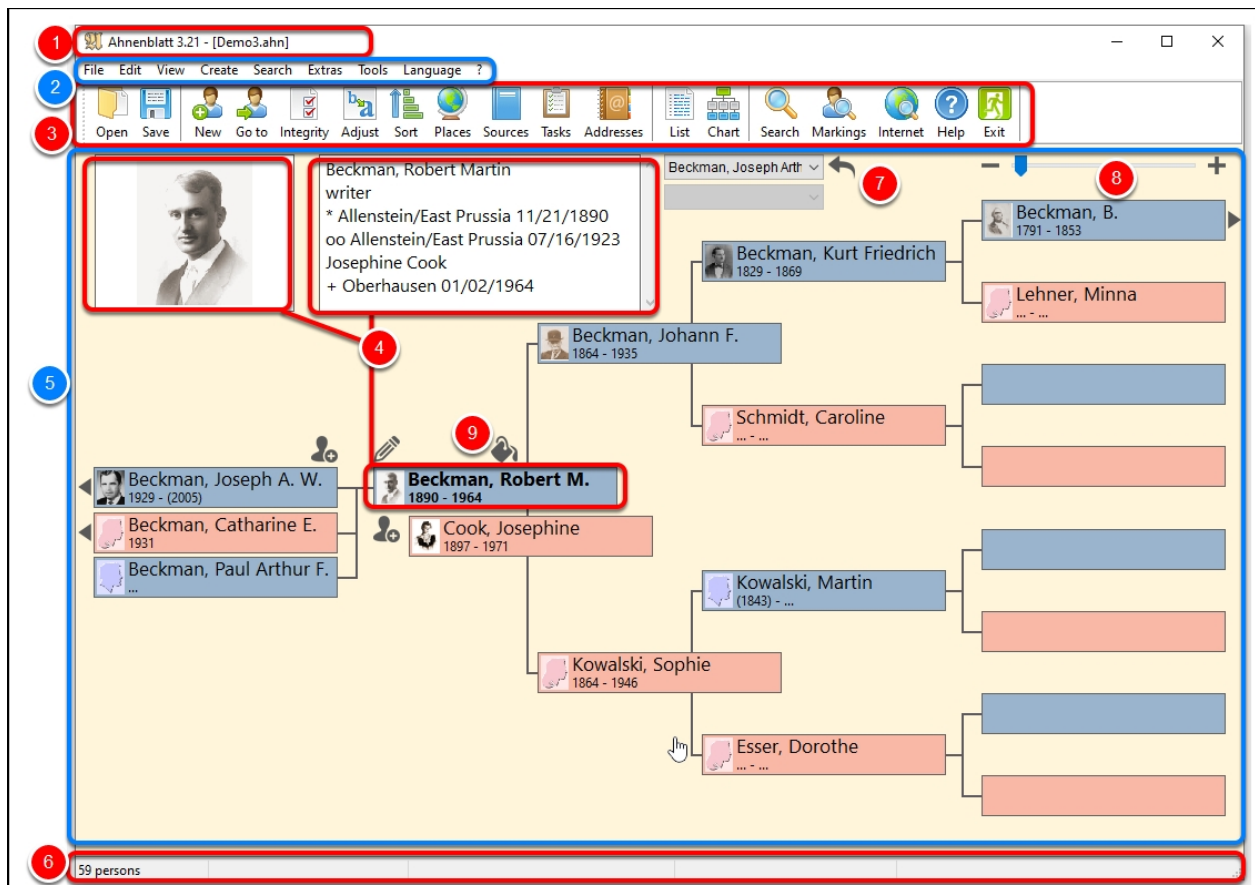 1
Ahnenblatt 3.21 - [Demo3.ahn]
2
File Edit View Create Search Extras Tools Language ?
3
Open Save New Go to Integrity Adjust Sort Places Sources Tasks Addresses List Chart Search Markings Internet Help Exit
Beckman, Robert Martin
writer
* Allenstein/East Prussia 11/21/1890
oo Allenstein/East Prussia 07/16/1923
Josephine Cook
+ Oberhausen 01/02/1964
Beckman, Joseph Arth
7
8
4
5
Beckman, B.
1791 - 1853
Beckman, Kurt Friedrich
1829 - 1869
Lehner, Minna
... - ...
Beckman, Johann F.
1864 - 1935
Schmidt, Caroline
... - ...
9
Beckman, Joseph A. W.
1929 - (2005)
Beckman, Robert M.
1890 - 1964
Beckman, Catharine E.
1931
Cook, Josephine
1897 - 1971
Beckman, Paul Arthur F.
...
Kowalski, Martin
(1843) - ...
Kowalski, Sophie
1864 - 1946
Esser, Dorothe
... - ...
6
59 persons